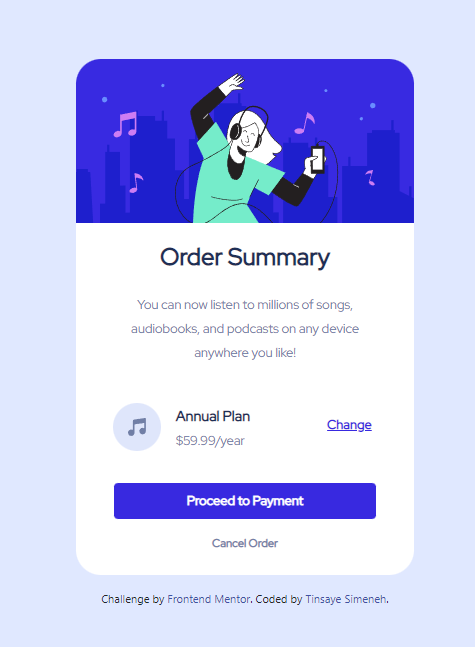 Order Summary
You can now listen to millions of songs,
audiobooks, and podcasts on any device
anywhere you like!
Annual Plan
$59.99/year
Change
Proceed to Payment
Cancel Order
Challenge by Frontend Mentor. Coded by Tinsaye Simeneh.